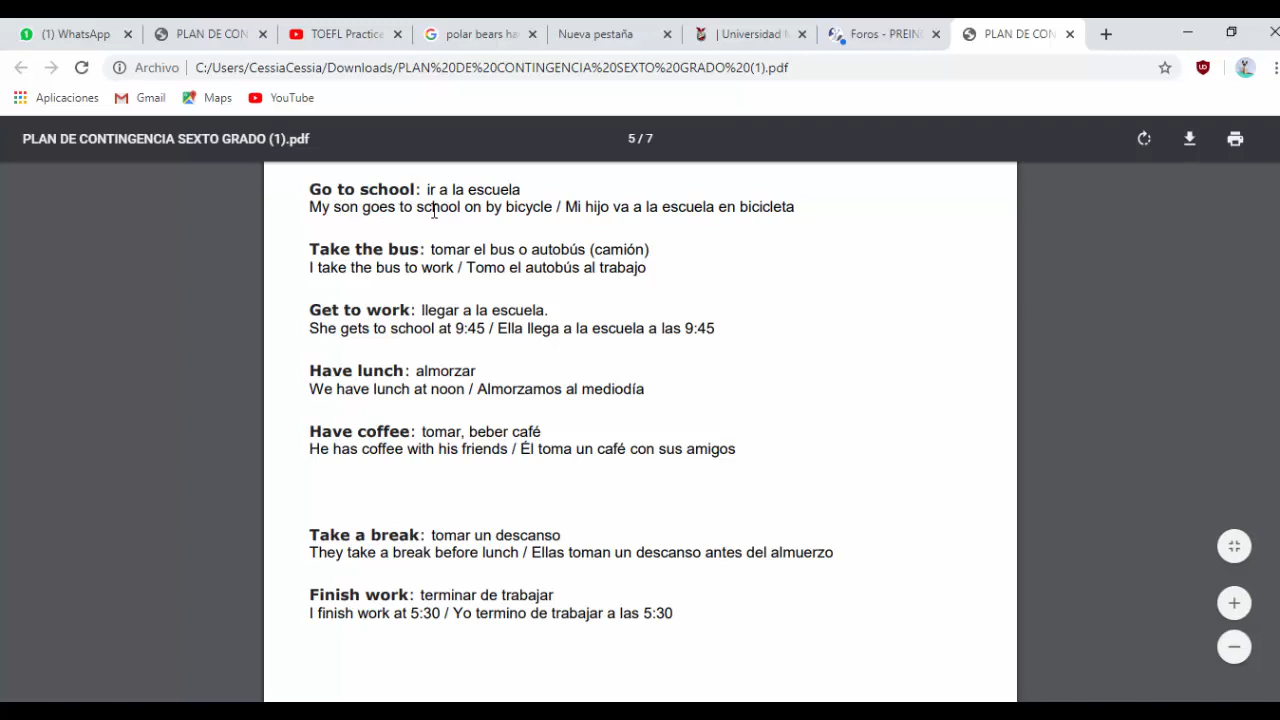 (1) WhatsApp
PLAN DE CON
TOEFL Practice
polar bears ha
Nueva pestaña
| Universidad
Foros - PREIN
PLAN DE CON
Archivo
C:/Users/CessiaCessia/Downloads/PLAN%20DE%20CONTINGENCIA%20SEXTO%20GRADO%20(1).pdf
Aplicaciones
Gmail
Maps
YouTube
PLAN DE CONTINGENCIA SEXTO GRADO (1).pdf
5 / 7
Go to school: ir a la escuela
My son goes to school on by bicycle / Mi hijo va a la escuela en bicicleta
Take the bus: tomar el bus o autobús (camión)
I take the bus to work / Tomo el autobús al trabajo
Get to work: llegar a la escuela.
She gets to school at 9:45 / Ella llega a la escuela a las 9:45
Have lunch: almorzar
We have lunch at noon / Almorzamos al mediodía
Have coffee: tomar, beber café
He has coffee with his friends / Él toma un café con sus amigos
Take a break: tomar un descanso
They take a break before lunch / Ellas toman un descanso antes del almuerzo
Finish work: terminar de trabajar
I finish work at 5:30 / Yo termino de trabajar a las 5:30